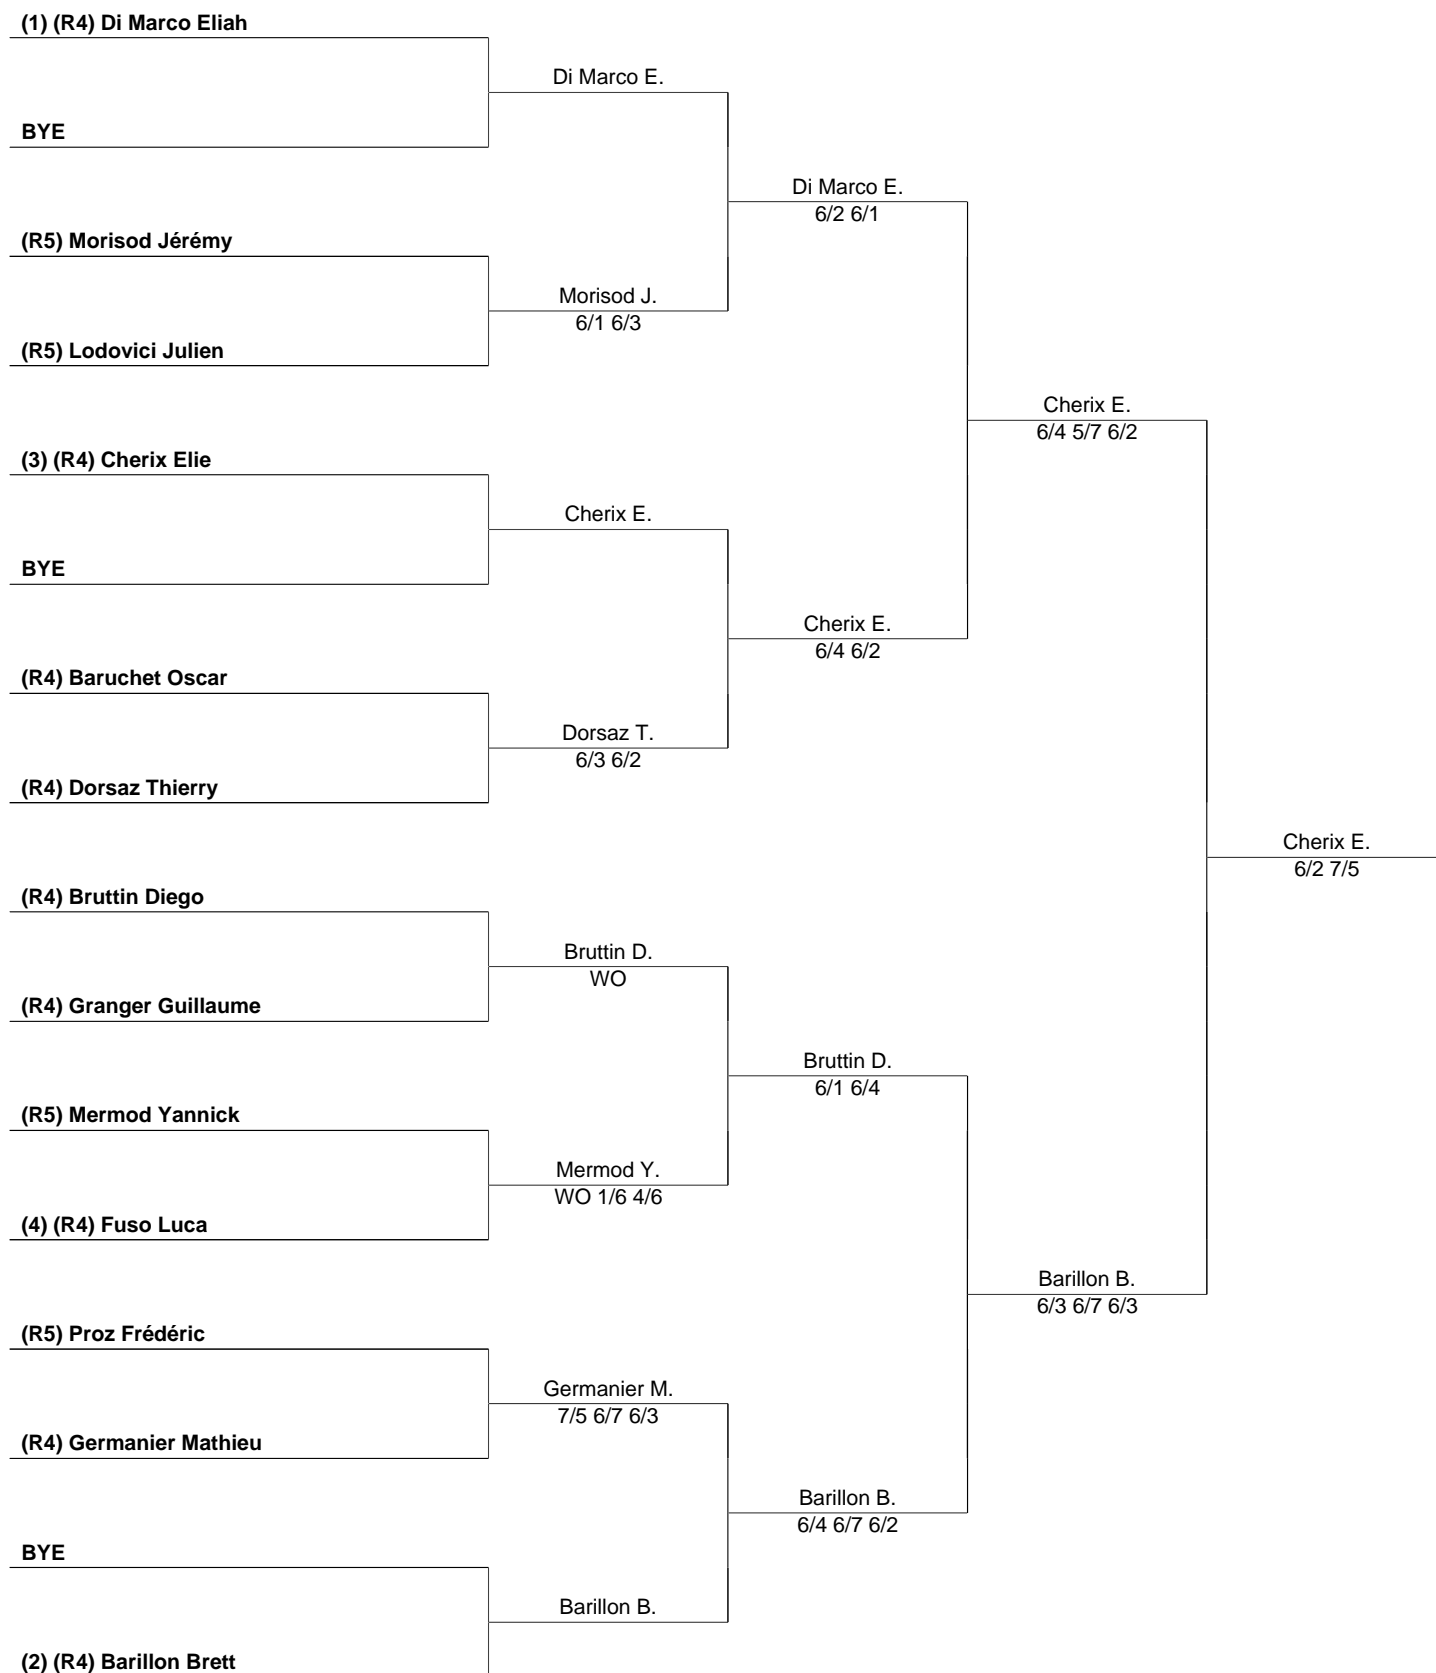 (1) (R4) Di Marco Eliah
Di Marco E.
BYE
Di Marco E.
6/2 6/1
(R5) Morisod Jérémy
Morisod J.
6/1 6/3
(R5) Lodovici Julien
Cherix E.
6/4 5/7 6/2
(3) (R4) Cherix Elie
Cherix E.
BYE
Cherix E.
6/4 6/2
(R4) Baruchet Oscar
Dorsaz T.
6/3 6/2
(R4) Dorsaz Thierry
Cherix E.
6/2 7/5
(R4) Bruttin Diego
Bruttin D.
WO
(R4) Granger Guillaume
Bruttin D.
6/1 6/4
(R5) Mermod Yannick
Mermod Y.
WO 1/6 4/6
(4) (R4) Fuso Luca
Barillon B.
6/3 6/7 6/3
(R5) Proz Frédéric
Germanier M.
7/5 6/7 6/3
(R4) Germanier Mathieu
Barillon B.
6/4 6/7 6/2
BYE
Barillon B.
(2) (R4) Barillon Brett